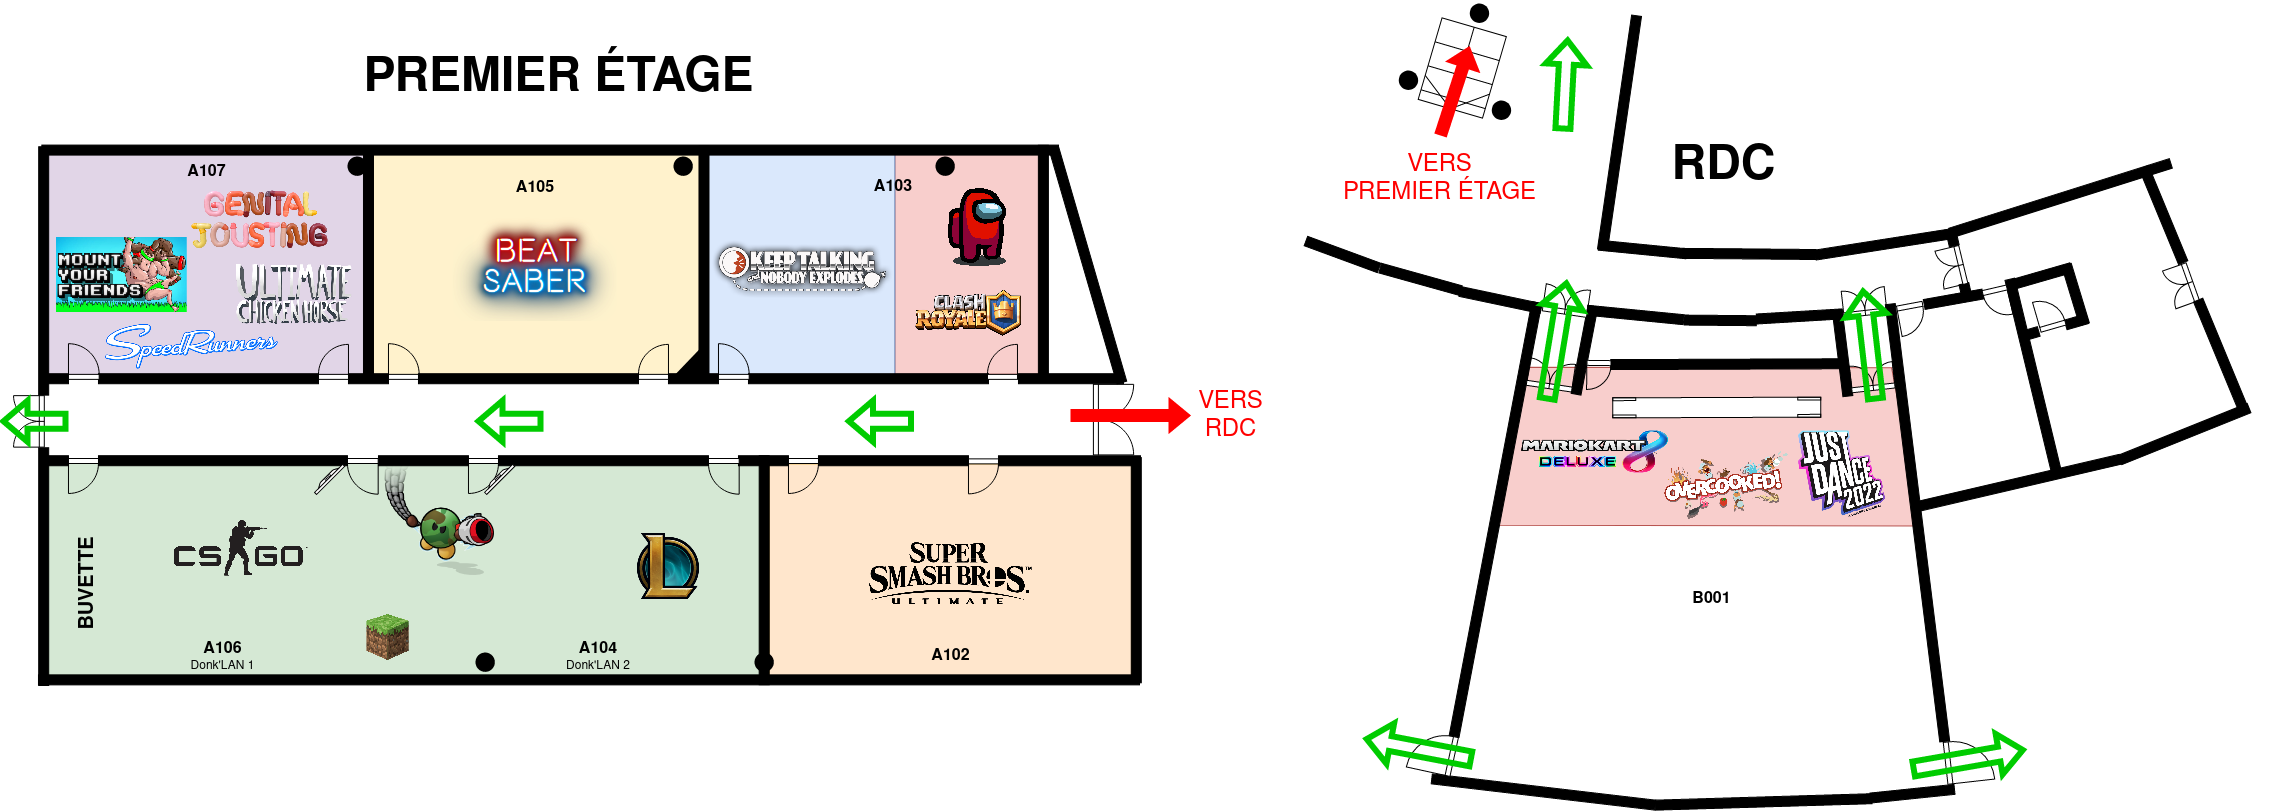 PREMIER ÉTAGE
A107
GENITAL
JOUSTING
MOUNT
YOUR
FRIENDS
ULTIMATE
CHICKEN HORSE
SpeedRunners
A105
BEAT
SABER
A103
KEEP TALKING
and NOBODY EXPLODES
CLASH
ROYALE
VERS
RDC
BUVETTE
CS GO
A106
Donk'LAN 1
A104
Donk'LAN 2
SUPER
SMASH BROS.™
ULTIMATE
A102
VERS
PREMIER ÉTAGE
RDC
MARIOKART 8
DELUXE
OVERCOOKED!
JUST
DANCE
2022
B001